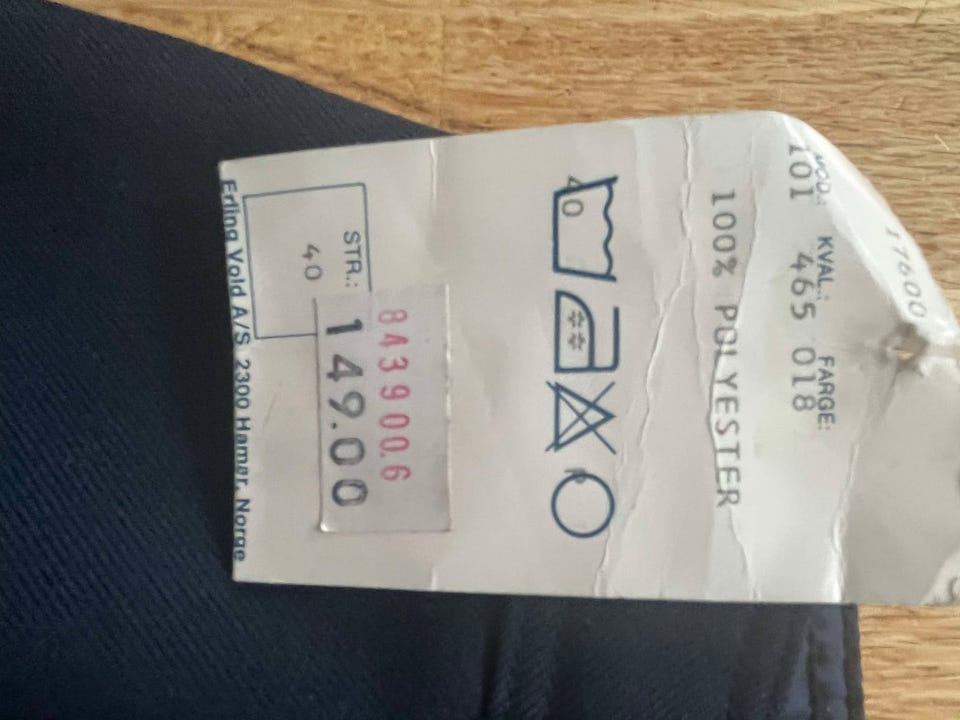 17600
MOD.: KVAL.: FARGE:
101 465 018
100% POLYESTER
40
**
843900.6
149.00
STR.:
40
Erling Vold A/S, 2300 Hamar, Norge